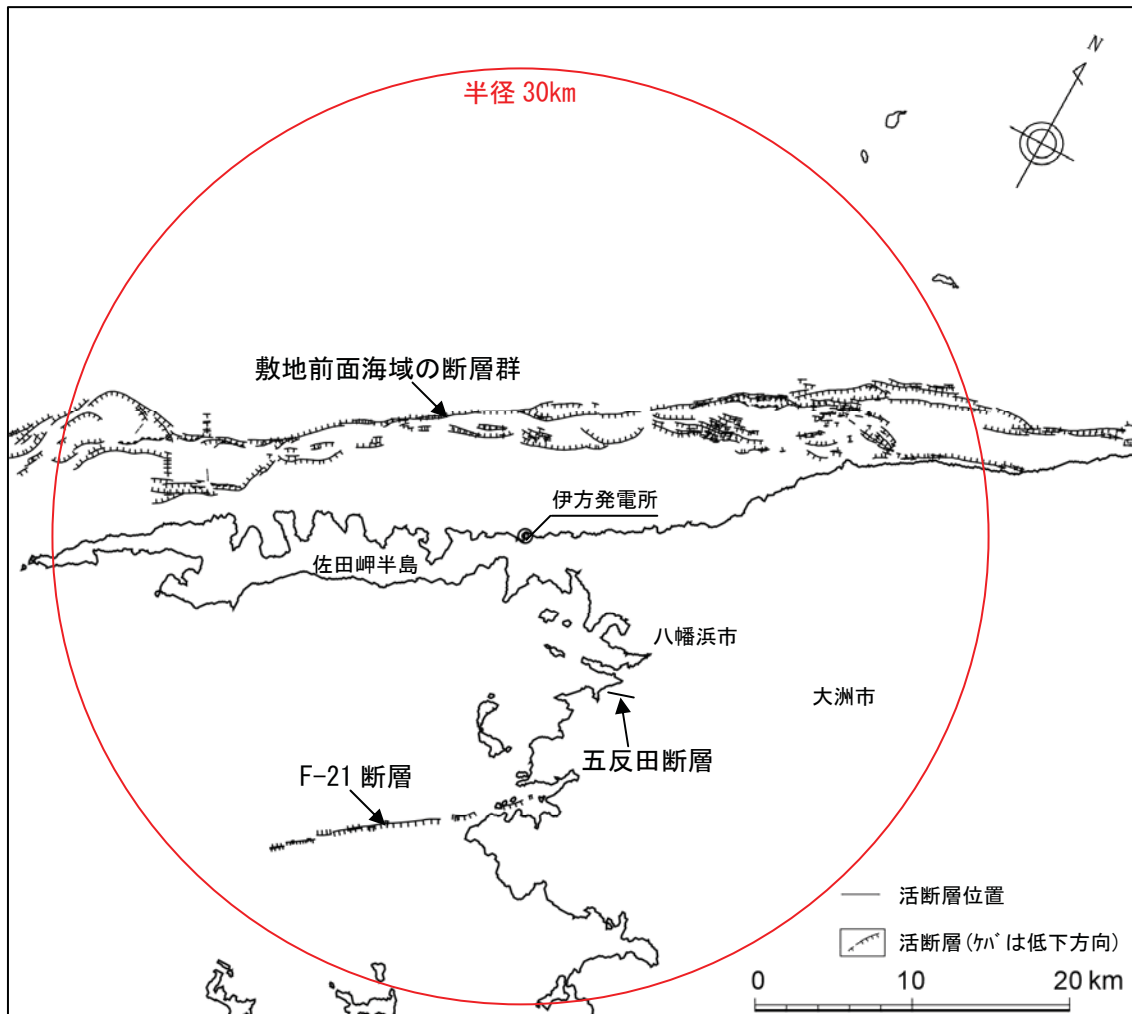 N
半径 30km
敷地前面海域の断層群
伊方発電所
佐田岬半島
八幡浜市
大洲市
五反田断層
F-21 断層
活断層位置
活断層(ｹﾊﾞは低下方向)
0 10 20 km